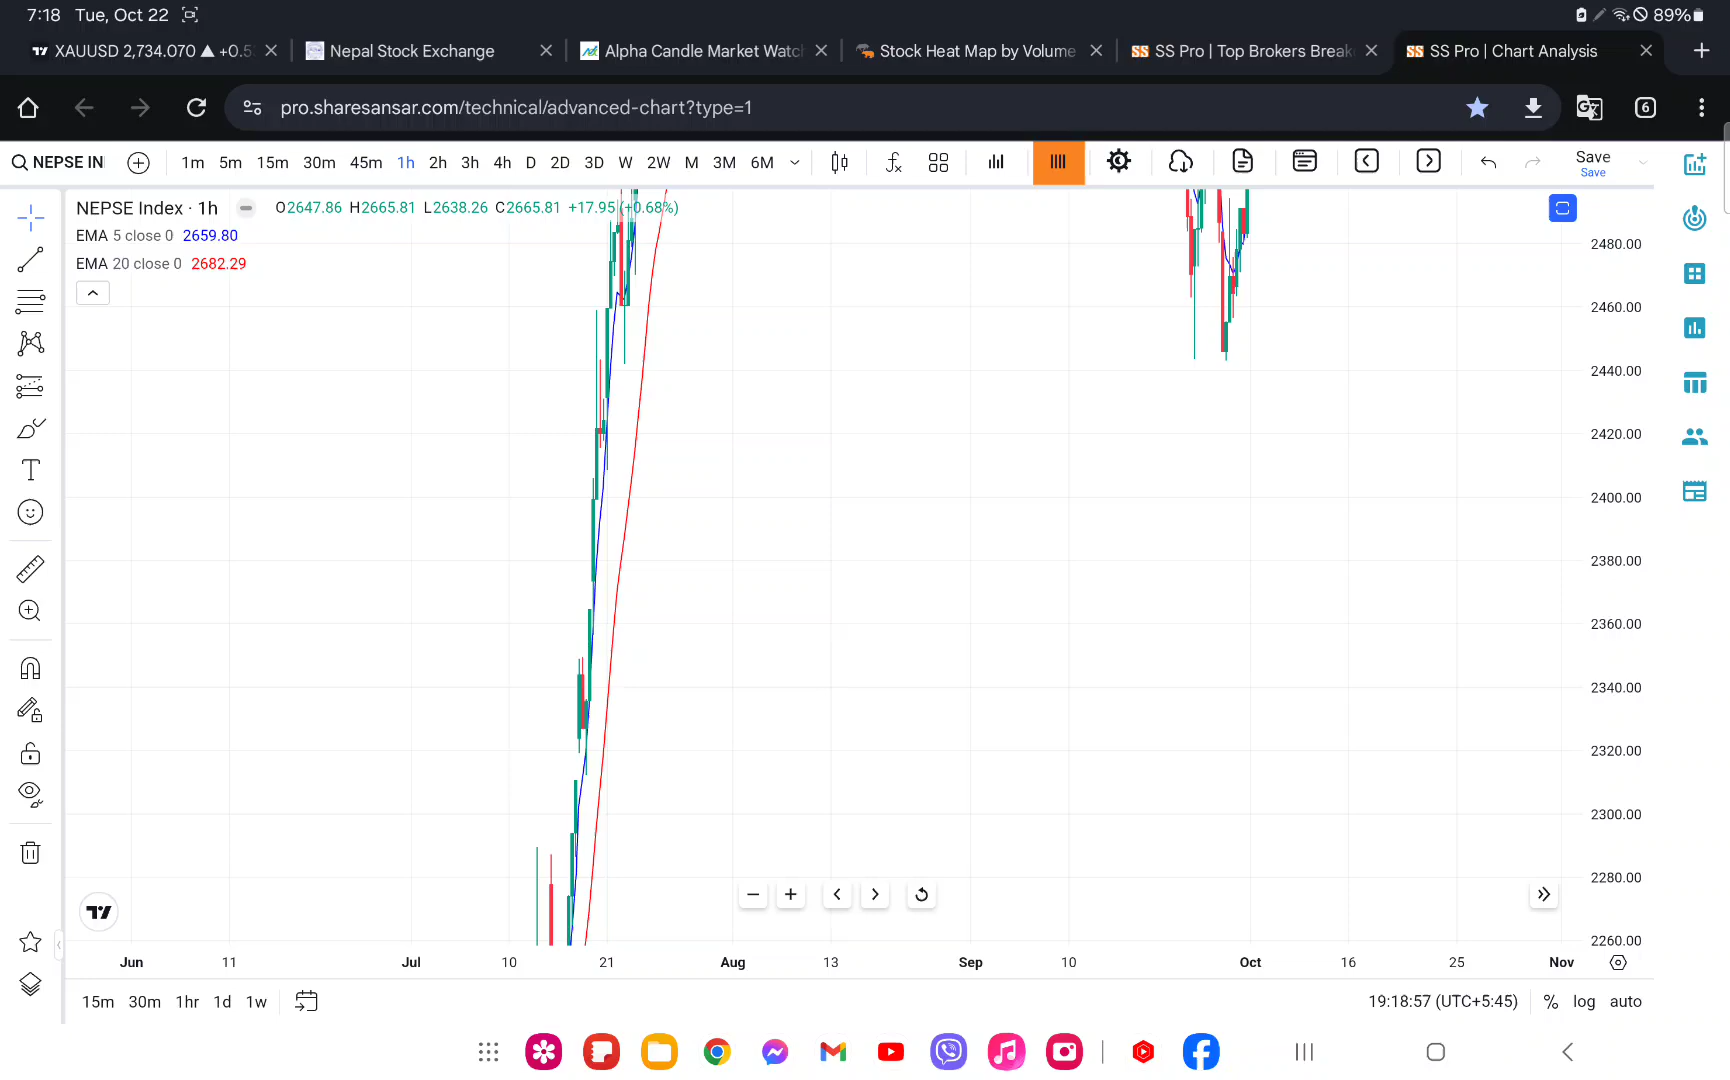 7:18 Tue, Oct 22 89%
XAUUSD 2,734.070 ▲ +0.5
Nepal Stock Exchange
Alpha Candle Market Watch
Stock Heat Map by Volume
SS Pro | Top Brokers Break
SS Pro | Chart Analysis
pro.sharesansar.com/technical/advanced-chart?type=1
6
NEPSE IN 1m 5m 15m 30m 45m 1h 2h 3h 4h D 2D 3D W 2W M 3M 6M
Save
Save
NEPSE Index · 1h O2647.86 H2665.81 L2638.26 C2665.81 +17.95 (+0.68%)
EMA 5 close 0 2659.80
EMA 20 close 0 2682.29
2480.00
2460.00
2440.00
2420.00
2400.00
2380.00
2360.00
2340.00
2320.00
2300.00
2280.00
2260.00
Jun 11 Jul 10 21 Aug 13 Sep 10 Oct 16 25 Nov
15m 30m 1hr 1d 1w
19:18:57 (UTC+5:45) % log auto